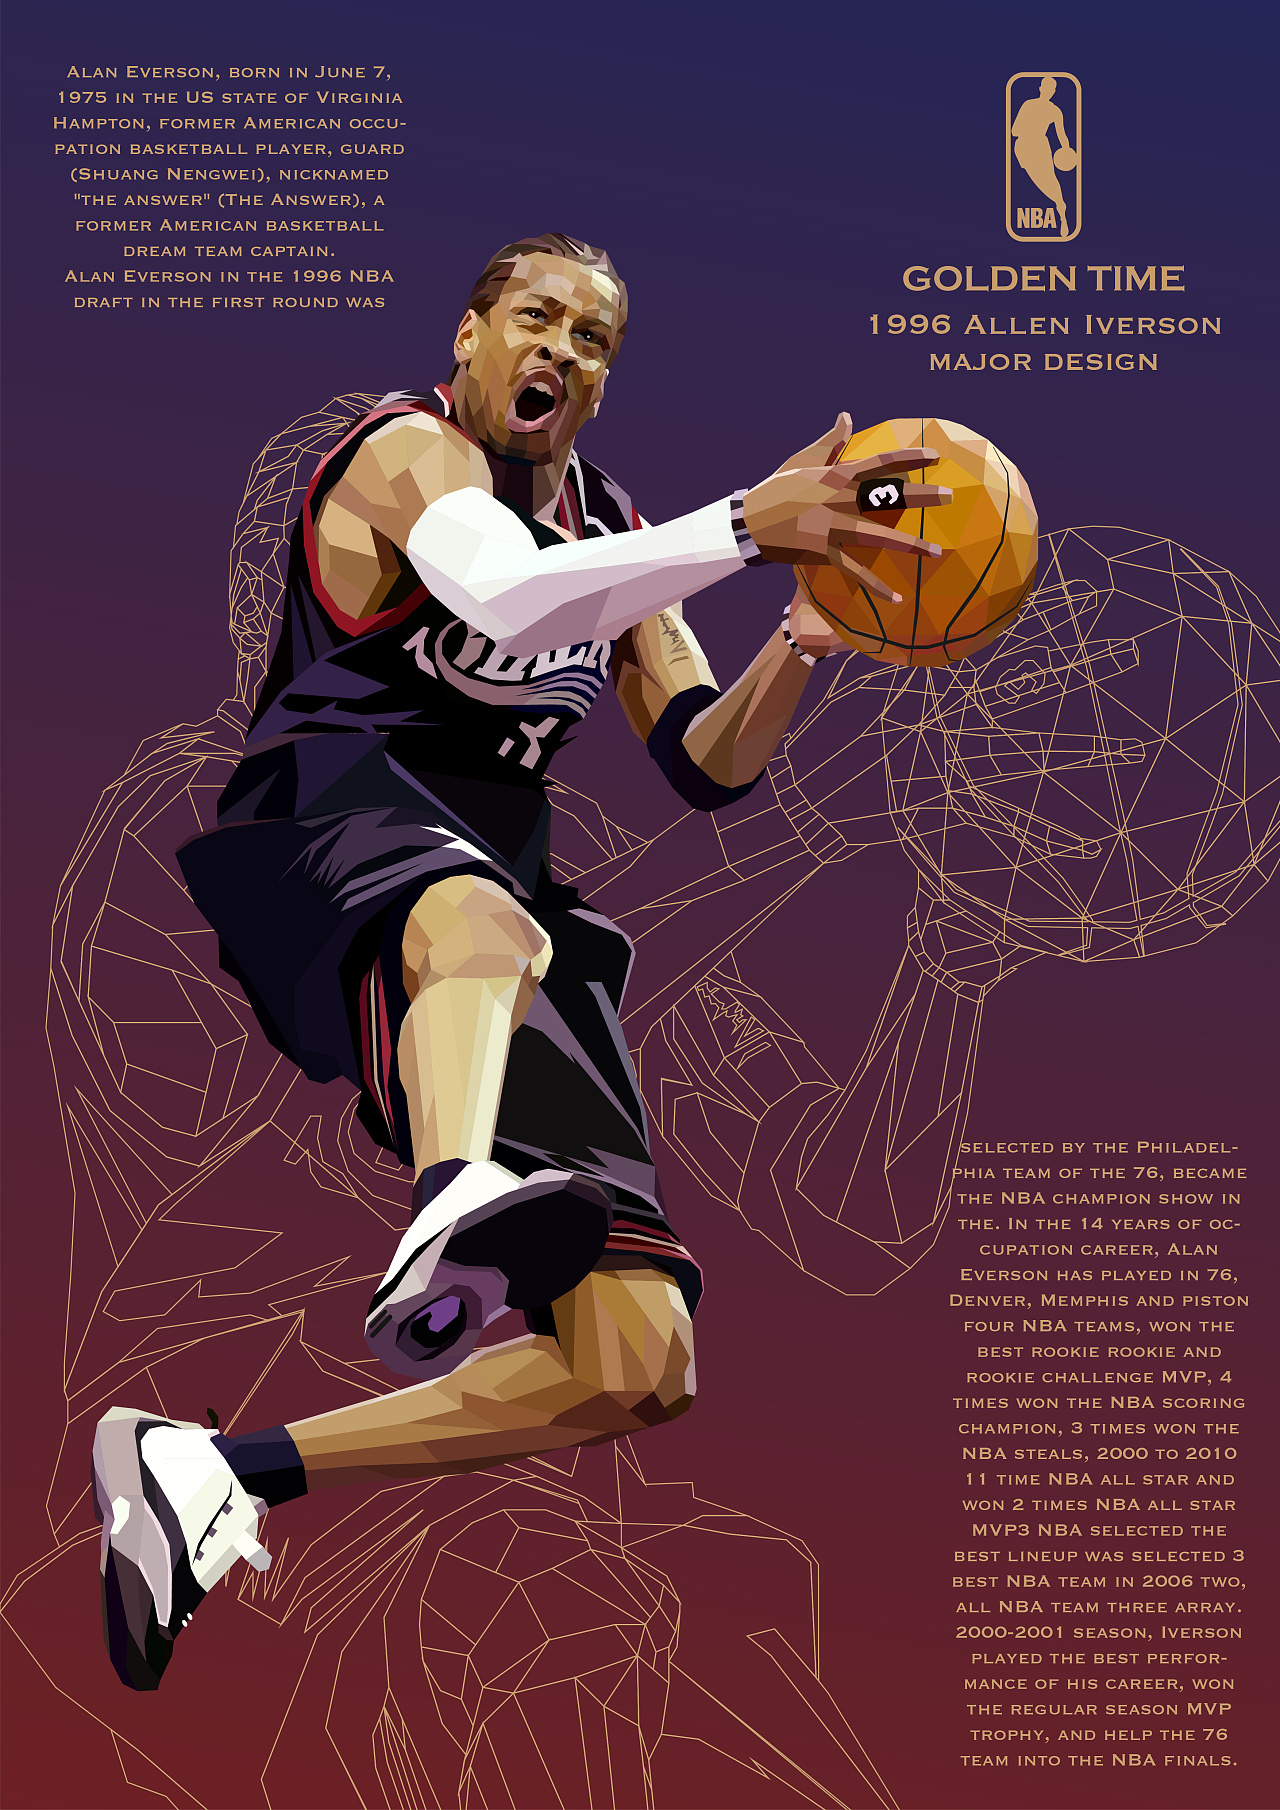 ALAN EVERSON, BORN IN JUNE 7,
1975 IN THE US STATE OF VIRGINIA
HAMPTON, FORMER AMERICAN OCCU-
PATION BASKETBALL PLAYER, GUARD
(SHUANG NENGWEI), NICKNAMED
"THE ANSWER" (THE ANSWER), A
FORMER AMERICAN BASKETBALL
DREAM TEAM CAPTAIN.
ALAN EVERSON IN THE 1996 NBA
DRAFT IN THE FIRST ROUND WAS
NBA
GOLDEN TIME
1996 ALLEN IVERSON
MAJOR DESIGN
3
SELECTED BY THE PHILADEL-
PHIA TEAM OF THE 76, BECAME
THE NBA CHAMPION SHOW IN
THE. IN THE 14 YEARS OF OC-
CUPATION CAREER, ALAN
EVERSON HAS PLAYED IN 76,
DENVER, MEMPHIS AND PISTON
FOUR NBA TEAMS, WON THE
BEST ROOKIE ROOKIE AND
ROOKIE CHALLENGE MVP, 4
TIMES WON THE NBA SCORING
CHAMPION, 3 TIMES WON THE
NBA STEALS, 2000 TO 2010
11 TIME NBA ALL STAR AND
WON 2 TIMES NBA ALL STAR
MVP3 NBA SELECTED THE
BEST LINEUP WAS SELECTED 3
BEST NBA TEAM IN 2006 TWO,
ALL NBA TEAM THREE ARRAY.
2000-2001 SEASON, IVERSON
PLAYED THE BEST PERFOR-
MANCE OF HIS CAREER, WON
THE REGULAR SEASON MVP
TROPHY, AND HELP THE 76
TEAM INTO THE NBA FINALS.